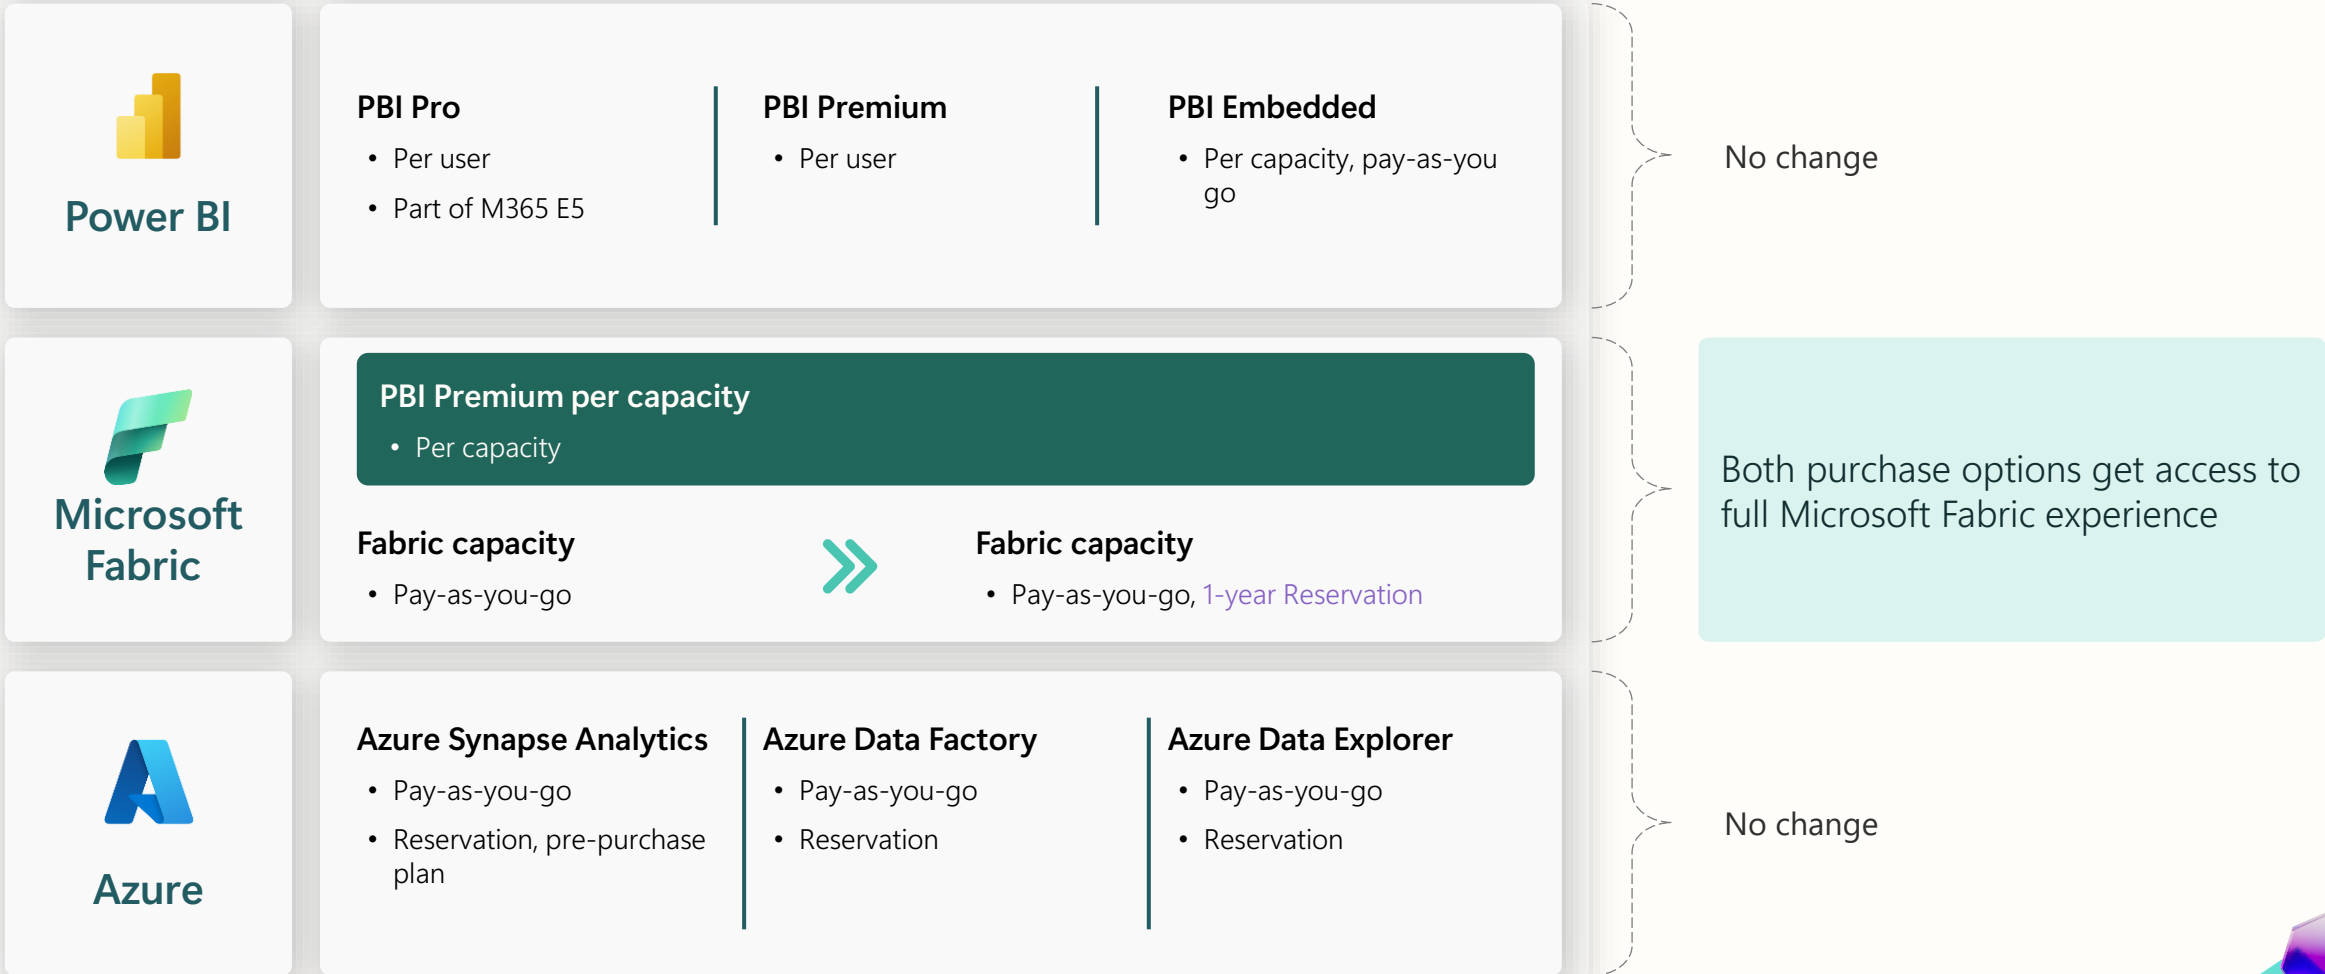 Power BI
PBI Pro
• Per user
• Part of M365 E5
PBI Premium
• Per user
PBI Embedded
• Per capacity, pay-as-you
go
No change
Microsoft
Fabric
PBI Premium per capacity
• Per capacity
Fabric capacity
• Pay-as-you-go
Fabric capacity
• Pay-as-you-go, 1-year Reservation
Both purchase options get access to
full Microsoft Fabric experience
Azure
Azure Synapse Analytics
• Pay-as-you-go
• Reservation, pre-purchase
plan
Azure Data Factory
• Pay-as-you-go
• Reservation
Azure Data Explorer
• Pay-as-you-go
• Reservation
No change